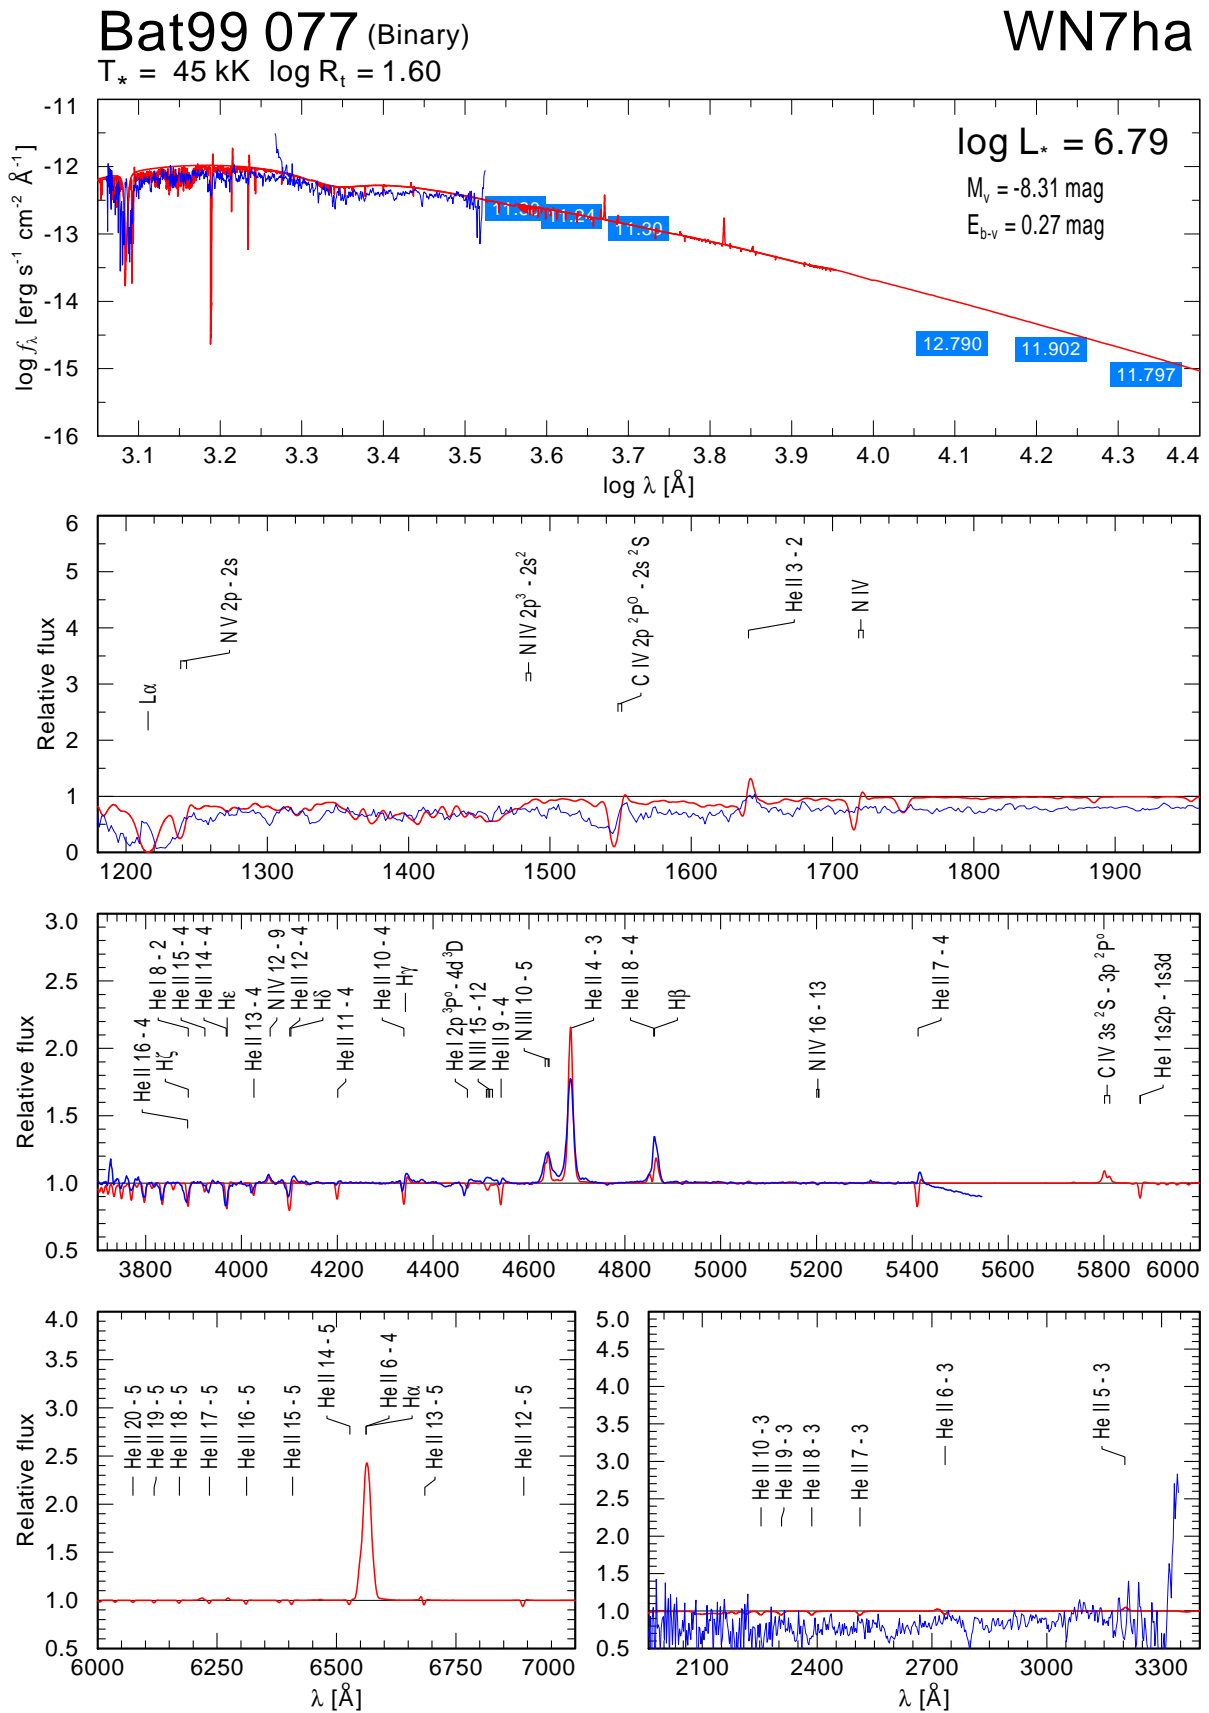 Bat99 077 (Binary) WN7ha
T* = 45 kK log Rt = 1.60
log fλ [erg s-1 cm-2 Å-1]
-11
-12
-13
-14
-15
-16
log L* = 6.79
Mv = -8.31 mag
Eb-v = 0.27 mag
11.24
11.39
12.790
11.902
11.797
3.1 3.2 3.3 3.4 3.5 3.6 3.7 3.8 3.9 4.0 4.1 4.2 4.3 4.4
log λ [Å]
Relative flux
6
5
4
3
2
1
0
Lα
N V 2p - 2s
N IV 2p3 - 2s2
C IV 2p 2P0 - 2s 2S
He II 3 - 2
N IV
1200 1300 1400 1500 1600 1700 1800 1900
Relative flux
3.0
2.5
2.0
1.5
1.0
0.5
He II 16 - 4
Hζ
He I 8 - 2
He II 15 - 4
He II 14 - 4
Hε
He II 13 - 4
N IV 12 - 9
He II 12 - 4
Hδ
He II 11 - 4
He II 10 - 4
Hγ
He I 2p 3P0 - 4d 3D
N III 15 - 12
He II 9 - 4
N III 10 - 5
He II 4 - 3
He II 8 - 4
Hβ
N IV 16 - 13
He II 7 - 4
C IV 3s 2S - 3p 2P0
He I 1s2p - 1s3d
3800 4000 4200 4400 4600 4800 5000 5200 5400 5600 5800 6000
Relative flux
4.0
3.5
3.0
2.5
2.0
1.5
1.0
0.5
He II 20 - 5
He II 19 - 5
He II 18 - 5
He II 17 - 5
He II 16 - 5
He II 15 - 5
He II 14 - 5
He II 6 - 4
Hα
He II 13 - 5
He II 12 - 5
6000 6250 6500 6750 7000
λ [Å]
5.0
4.5
4.0
3.5
3.0
2.5
2.0
1.5
1.0
0.5
He II 10 - 3
He II 9 - 3
He II 8 - 3
He II 7 - 3
He II 6 - 3
He II 5 - 3
2100 2400 2700 3000 3300
λ [Å]